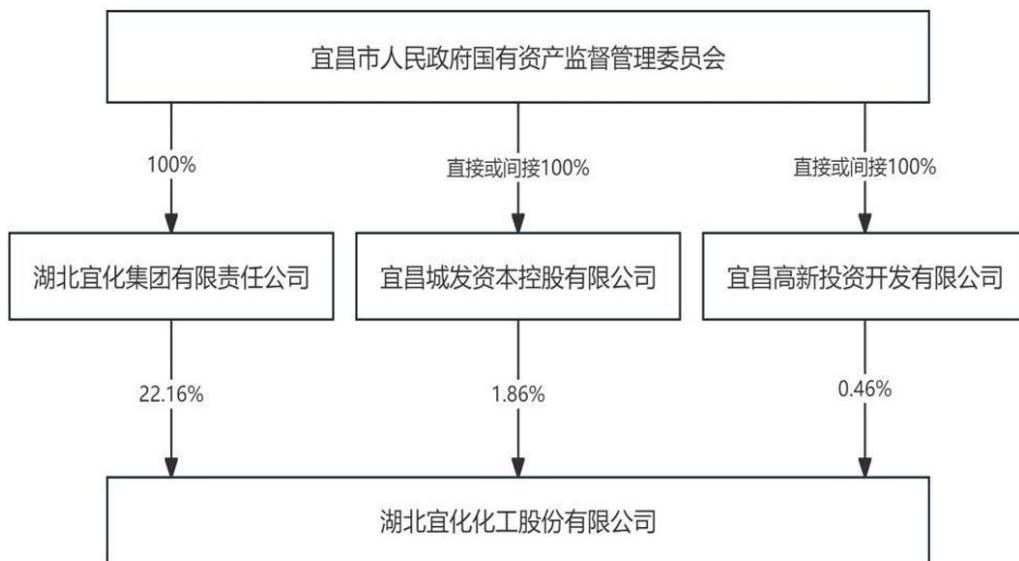 宜昌市人民政府国有资产监督管理委员会
100%
直接或间接100%
直接或间接100%
湖北宜化集团有限责任公司
宜昌城发资本控股有限公司
宜昌高新投资开发有限公司
22.16%
1.86%
0.46%
湖北宜化化工股份有限公司